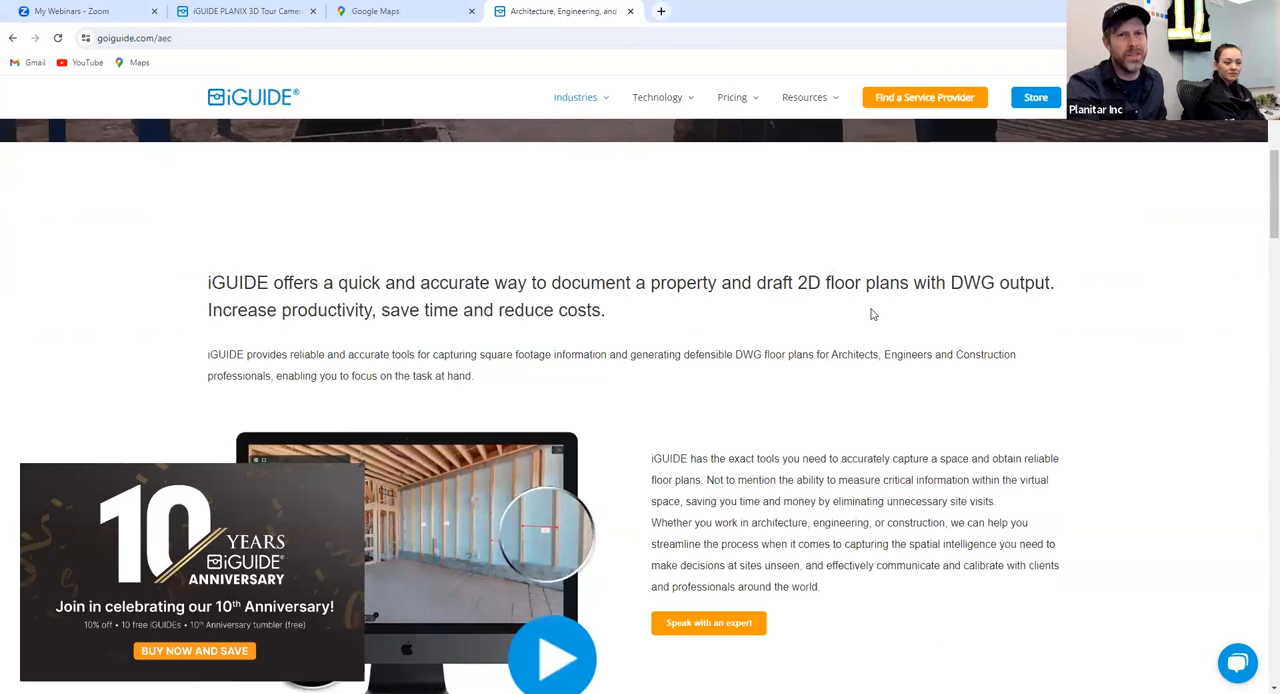 My Webinars - Zoom
iGUIDE PLANIX 3D Tour Camer
Google Maps
Architecture, Engineering, and
goiguide.com/aec
Gmail
YouTube
Maps
iGUIDE®
Industries
Technology
Pricing
Resources
Find a Service Provider
Store
Planitar Inc
iGUIDE offers a quick and accurate way to document a property and draft 2D floor plans with DWG output.
Increase productivity, save time and reduce costs.
iGUIDE provides reliable and accurate tools for capturing square footage information and generating defensible DWG floor plans for Architects, Engineers and Construction
professionals, enabling you to focus on the task at hand.
iGUIDE has the exact tools you need to accurately capture a space and obtain reliable
floor plans. Not to mention the ability to measure critical information within the virtual
space, saving you time and money by eliminating unnecessary site visits.
Whether you work in architecture, engineering, or construction, we can help you
streamline the process when it comes to capturing the spatial intelligence you need to
make decisions at sites unseen, and effectively communicate and calibrate with clients
and professionals around the world.
Speak with an expert
10 YEARS
iGUIDE®
ANNIVERSARY
Join in celebrating our 10th Anniversary!
10% off • 10 free iGUIDEs • 10th Anniversary tumbler (free)
BUY NOW AND SAVE